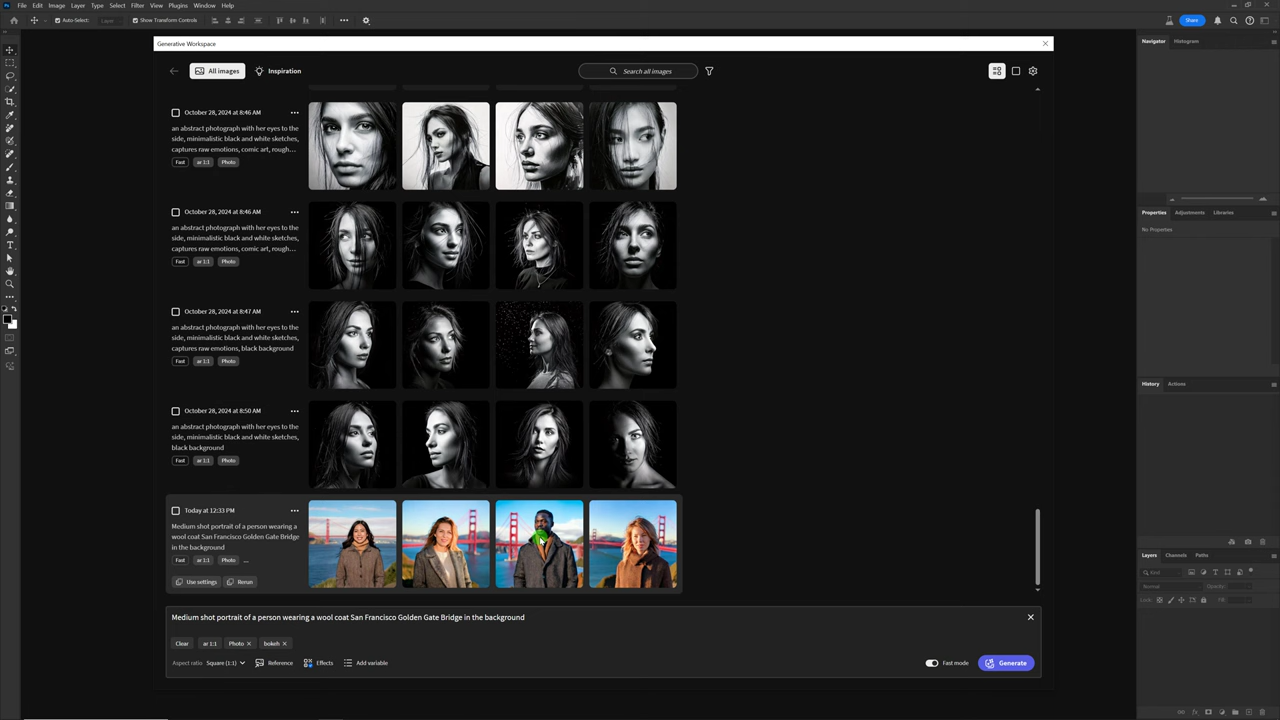 File Edit Image Layer Type Select Filter View Plugins Window Help
Auto-Select: Layer Show Transform Controls Share
Generative Workspace
All images Inspiration Search all images
October 28, 2024 at 8:46 AM
an abstract photograph with her eyes to the
side, minimalistic black and white sketches,
captures raw emotions, comic art, rough...
Fast ar 1:1 Photo
October 28, 2024 at 8:46 AM
an abstract photograph with her eyes to the
side, minimalistic black and white sketches,
captures raw emotions, comic art, rough...
Fast ar 1:1 Photo
October 28, 2024 at 8:47 AM
an abstract photograph with her eyes to the
side, minimalistic black and white sketches,
captures raw emotions, black background
Fast ar 1:1 Photo
October 28, 2024 at 8:50 AM
an abstract photograph with her eyes to the
side, minimalistic black and white sketches,
black background
Fast ar 1:1 Photo
Today at 12:33 PM
Medium shot portrait of a person wearing a
wool coat San Francisco Golden Gate Bridge
in the background
Fast ar 1:1 Photo ...
Use settings Rerun
Medium shot portrait of a person wearing a wool coat San Francisco Golden Gate Bridge in the background
Clear ar 1:1 Photo bokeh
Aspect ratio: Square (1:1) Reference Effects Add variable Fast mode Generate
Navigator Histogram
Properties Adjustments Libraries
No Properties
History Actions
Layers Channels Paths
Kind
Normal Opacity:
Lock: Fill: